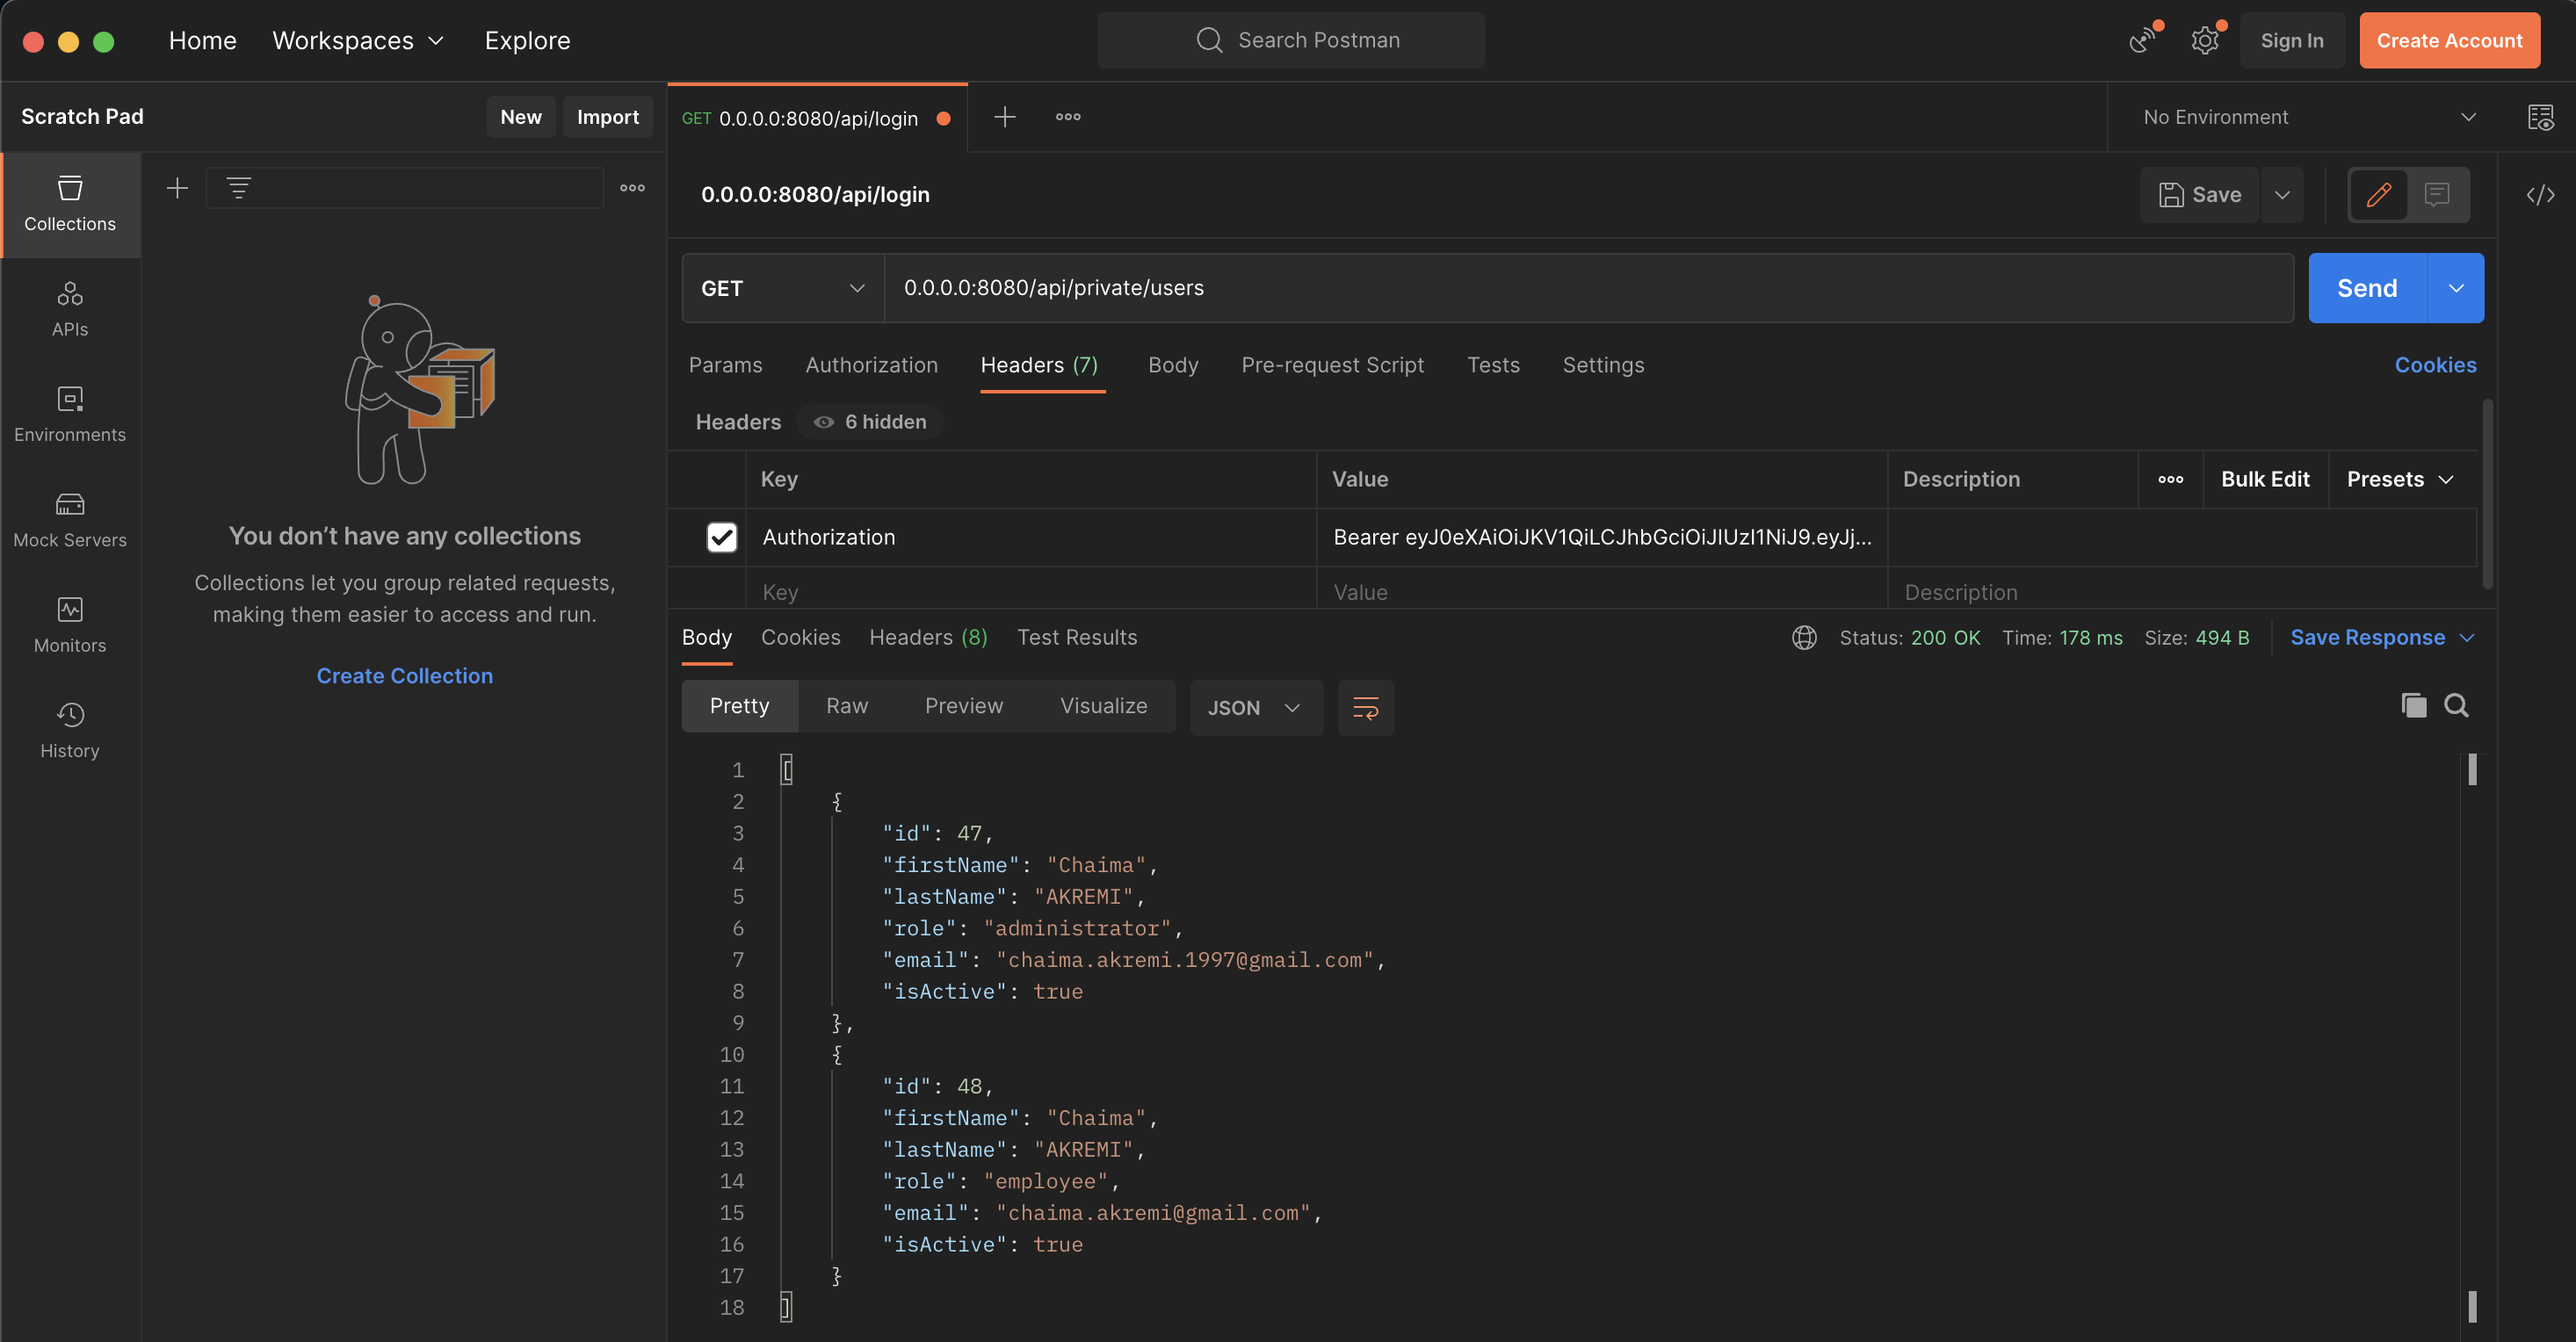 Home Workspaces Explore
Search Postman
Sign In Create Account
Scratch Pad New Import
GET 0.0.0.0:8080/api/login
No Environment
Collections
APIs
Environments
Mock Servers
Monitors
History
You don’t have any collections
Collections let you group related requests,
making them easier to access and run.
Create Collection
0.0.0.0:8080/api/login
Save
GET 0.0.0.0:8080/api/private/users Send
Params Authorization Headers (7) Body Pre-request Script Tests Settings Cookies
Headers 6 hidden
Key Value Description Bulk Edit Presets
Authorization Bearer eyJ0eXAiOiJKV1QiLCJhbGciOiJIUzI1NiJ9.eyJj...
Key Value Description
Body Cookies Headers (8) Test Results Status: 200 OK Time: 178 ms Size: 494 B Save Response
Pretty Raw Preview Visualize JSON
1 [
2 {
3 "id": 47,
4 "firstName": "Chaima",
5 "lastName": "AKREMI",
6 "role": "administrator",
7 "email": "chaima.akremi.1997@gmail.com",
8 "isActive": true
9 },
10 {
11 "id": 48,
12 "firstName": "Chaima",
13 "lastName": "AKREMI",
14 "role": "employee",
15 "email": "chaima.akremi@gmail.com",
16 "isActive": true
17 }
18 ]